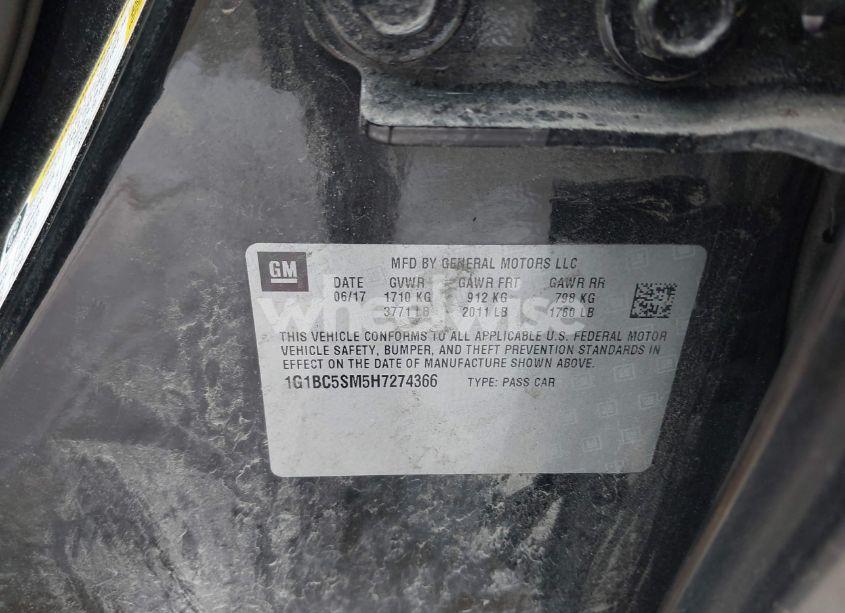 GM
MFD BY GENERAL MOTORS LLC
DATE GVWR GAWR FRT GAWR RR
06/17 1710 KG 912 KG 798 KG
3771 LB 2011 LB 1760 LB
THIS VEHICLE CONFORMS TO ALL APPLICABLE U.S. FEDERAL MOTOR
VEHICLE SAFETY, BUMPER, AND THEFT PREVENTION STANDARDS IN
EFFECT ON THE DATE OF MANUFACTURE SHOWN ABOVE.
1G1BC5SM5H7274366 TYPE: PASS CAR
wheelwise